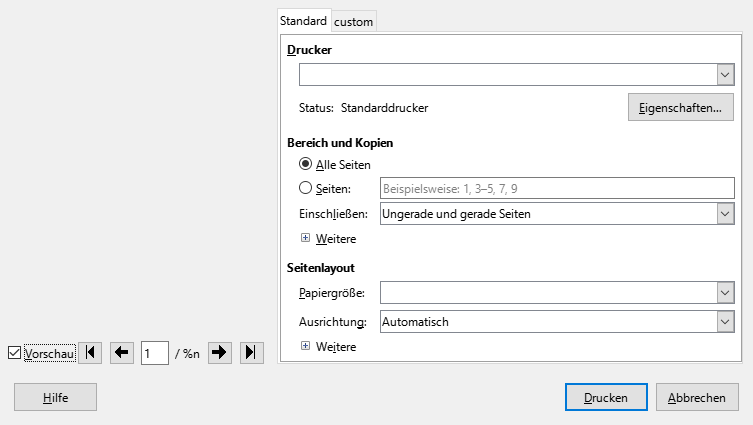 Standard custom
Drucker
Status: Standarddrucker
Eigenschaften...
Bereich und Kopien
Alle Seiten
Seiten: Beispielsweise: 1, 3–5, 7, 9
Einschließen: Ungerade und gerade Seiten
Weitere
Seitenlayout
Papiergröße:
Ausrichtung: Automatisch
Weitere
Vorschau 1 / %n
Hilfe
Drucken Abbrechen